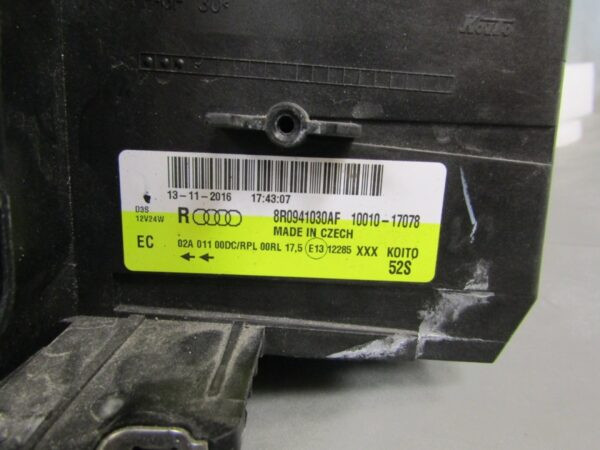 KOITO
13-11-2016 17:43:07
D3S
12V24W
R 8R0941030AF 10010-17078
MADE IN CZECH
EC 02A 011 00DC/RPL 00RL 17,5 E13 12285 XXX KOITO
52S